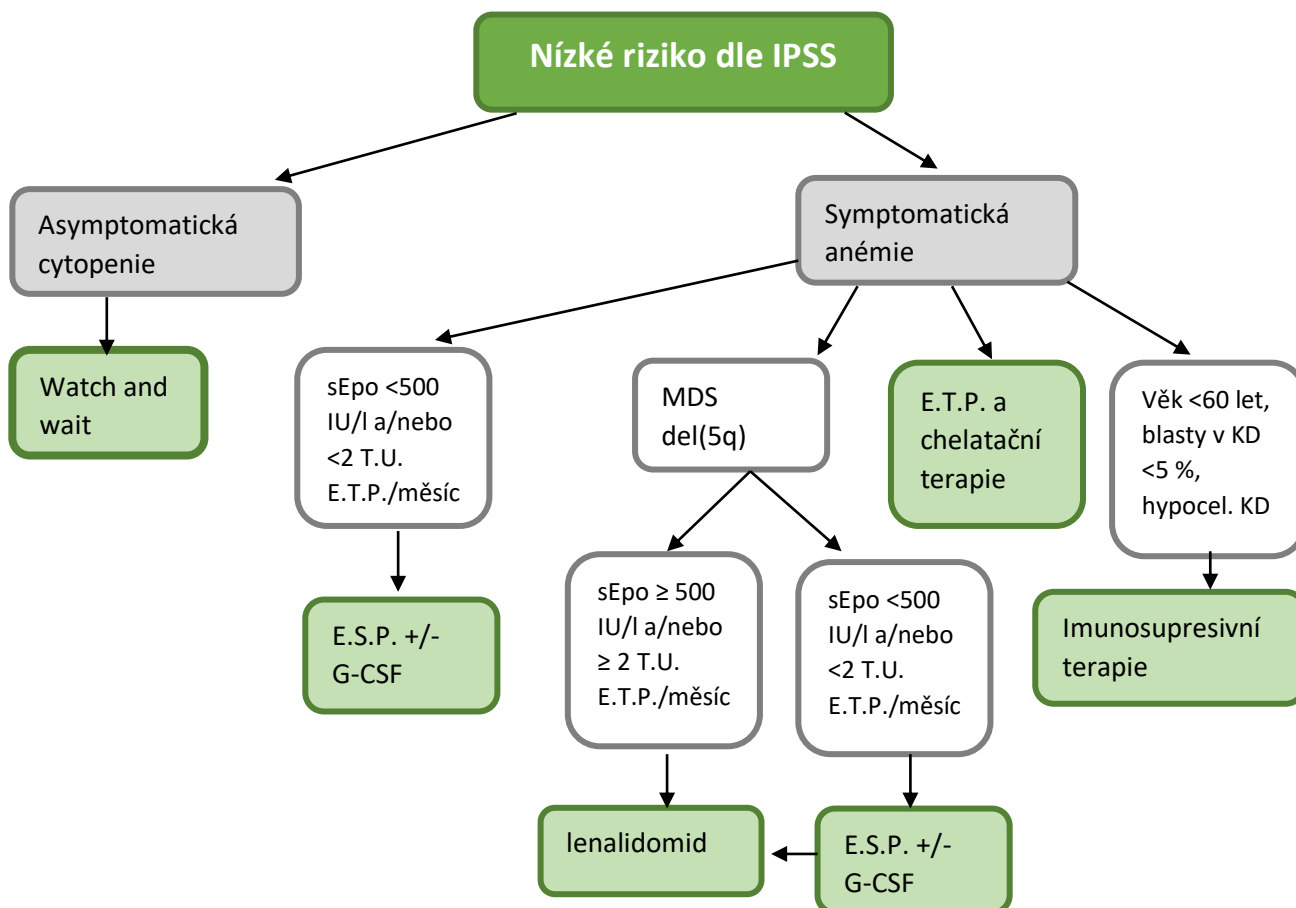 Nízké riziko dle IPSS
Asymptomatická
cytopenie
Symptomatická
anémie
Watch and
wait
sEpo <500
IU/l a/nebo
<2 T.U.
E.T.P./měsíc
MDS
del(5q)
E.T.P. a
chelatační
terapie
Věk <60 let,
blasty v KD
<5 %,
hypocel. KD
E.S.P. +/-
G-CSF
sEpo ≥ 500
IU/l a/nebo
≥ 2 T.U.
E.T.P./měsíc
sEpo <500
IU/l a/nebo
<2 T.U.
E.T.P./měsíc
Imunosupresivní
terapie
lenalidomid
E.S.P. +/-
G-CSF